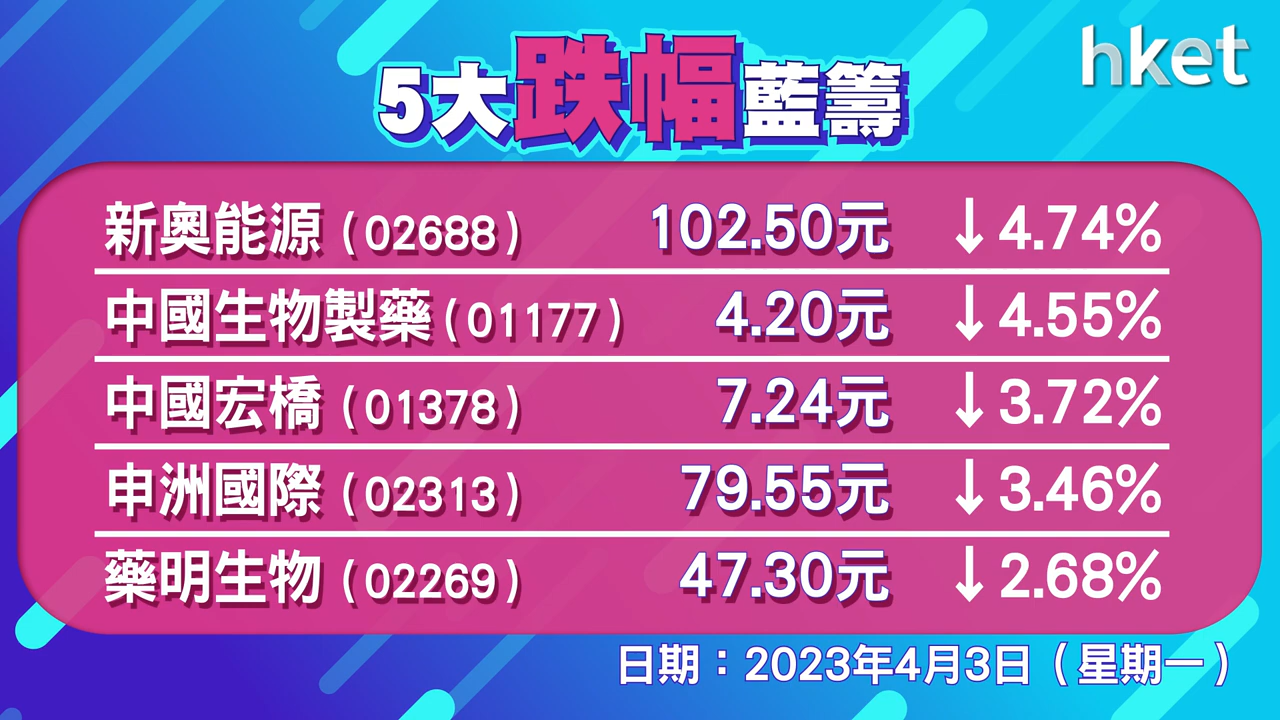 hket
5大跌幅藍籌
新奧能源（02688） 102.50元 ↓4.74%
中國生物製藥（01177） 4.20元 ↓4.55%
中國宏橋（01378） 7.24元 ↓3.72%
申洲國際（02313） 79.55元 ↓3.46%
藥明生物（02269） 47.30元 ↓2.68%
日期：2023年4月3日（星期一）